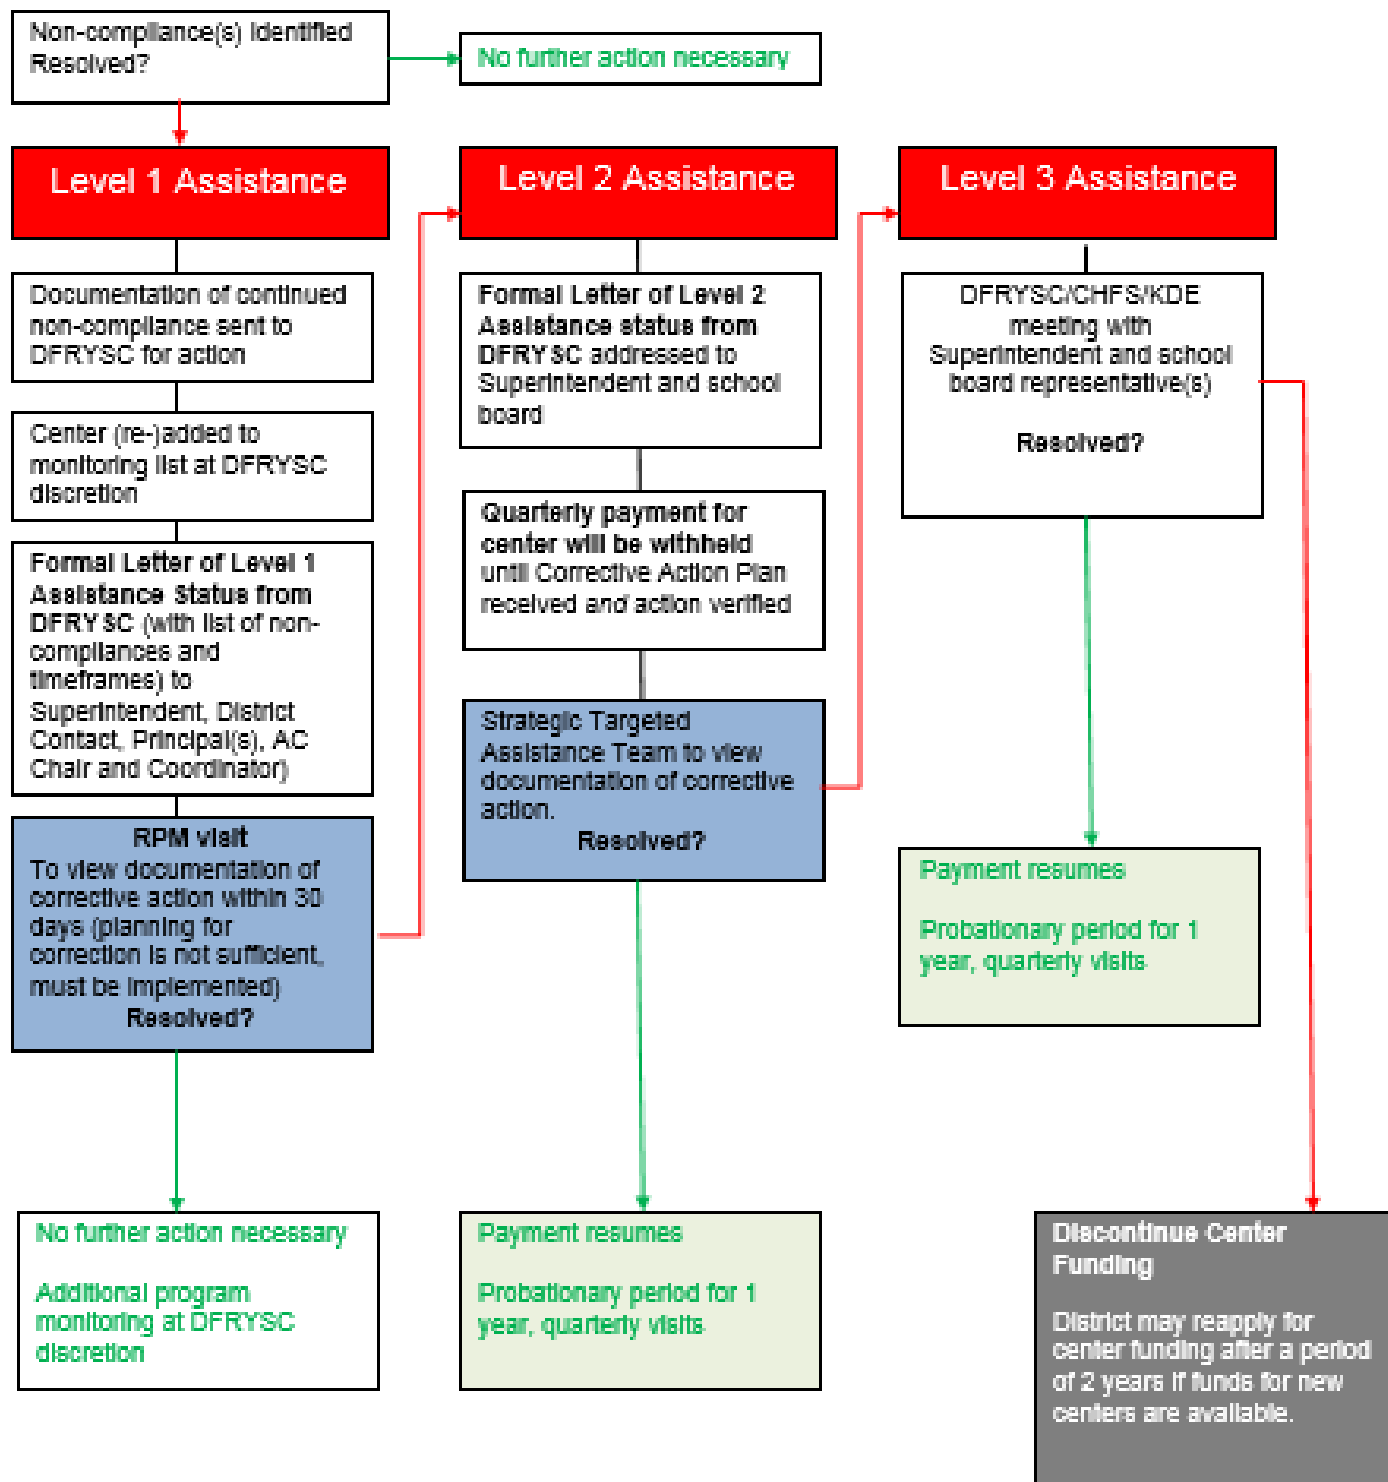 Non-compliance(s) Identified
Resolved?
No further action necessary
Level 1 Assistance
Documentation of continued
non-compliance sent to
DFRYSC for action
Center (re-)added to
monitoring list at DFRYSC
discretion
Formal Letter of Level 1
Assistance Status from
DFRYSC (with list of non-
compliances and
timeframes) to
Superintendent, District
Contact, Principal(s), AC
Chair and Coordinator)
RPM visit
To view documentation of
corrective action within 30
days (planning for
correction is not sufficient,
must be implemented)
Resolved?
No further action necessary
Additional program
monitoring at DFRYSC
discretion
Level 2 Assistance
Formal Letter of Level 2
Assistance status from
DFRYSC addressed to
Superintendent and school
board
Quarterly payment for
center will be withheld
until Corrective Action Plan
received and action verified
Strategic Targeted
Assistance Team to view
documentation of corrective
action.
Resolved?
Payment resumes
Probationary period for 1
year, quarterly visits
Level 3 Assistance
DFRYSC/CHFS/KDE
meeting with
Superintendent and school
board representative(s)
Resolved?
Payment resumes
Probationary period for 1
year, quarterly visits
Discontinue Center
Funding
District may reapply for
center funding after a period
of 2 years if funds for new
centers are available.